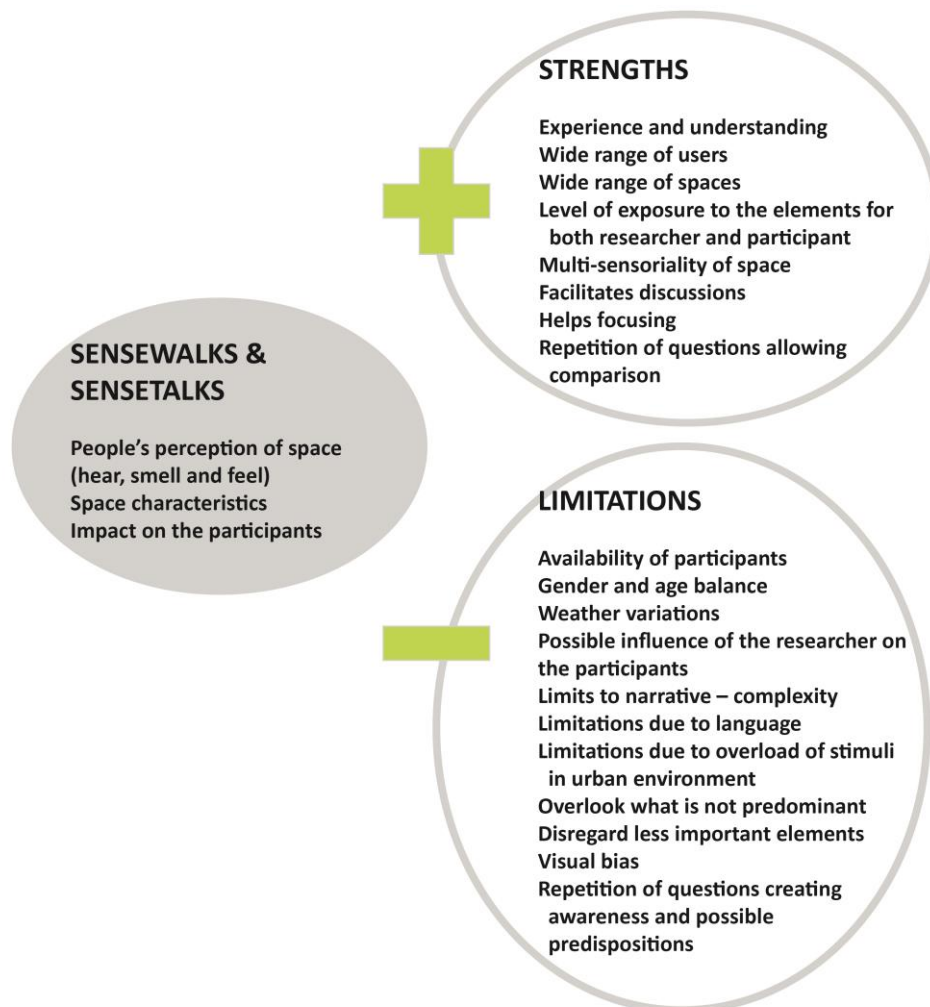 STRENGTHS
Experience and understanding
Wide range of users
Wide range of spaces
Level of exposure to the elements for
both researcher and participant
Multi-sensoriality of space
Facilitates discussions
Helps focusing
Repetition of questions allowing
comparison
SENSEWALKS &
SENSETALKS
People's perception of space
(hear, smell and feel)
Space characteristics
Impact on the participants
LIMITATIONS
Availability of participants
Gender and age balance
Weather variations
Possible influence of the researcher on
the participants
Limits to narrative – complexity
Limitations due to language
Limitations due to overload of stimuli
in urban environment
Overlook what is not predominant
Disregard less important elements
Visual bias
Repetition of questions creating
awareness and possible
predispositions